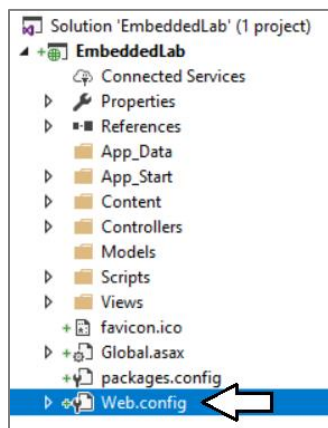 Solution 'EmbeddedLab' (1 project)
EmbeddedLab
Connected Services
Properties
References
App_Data
App_Start
Content
Controllers
Models
Scripts
Views
favicon.ico
Global.asax
packages.config
Web.config